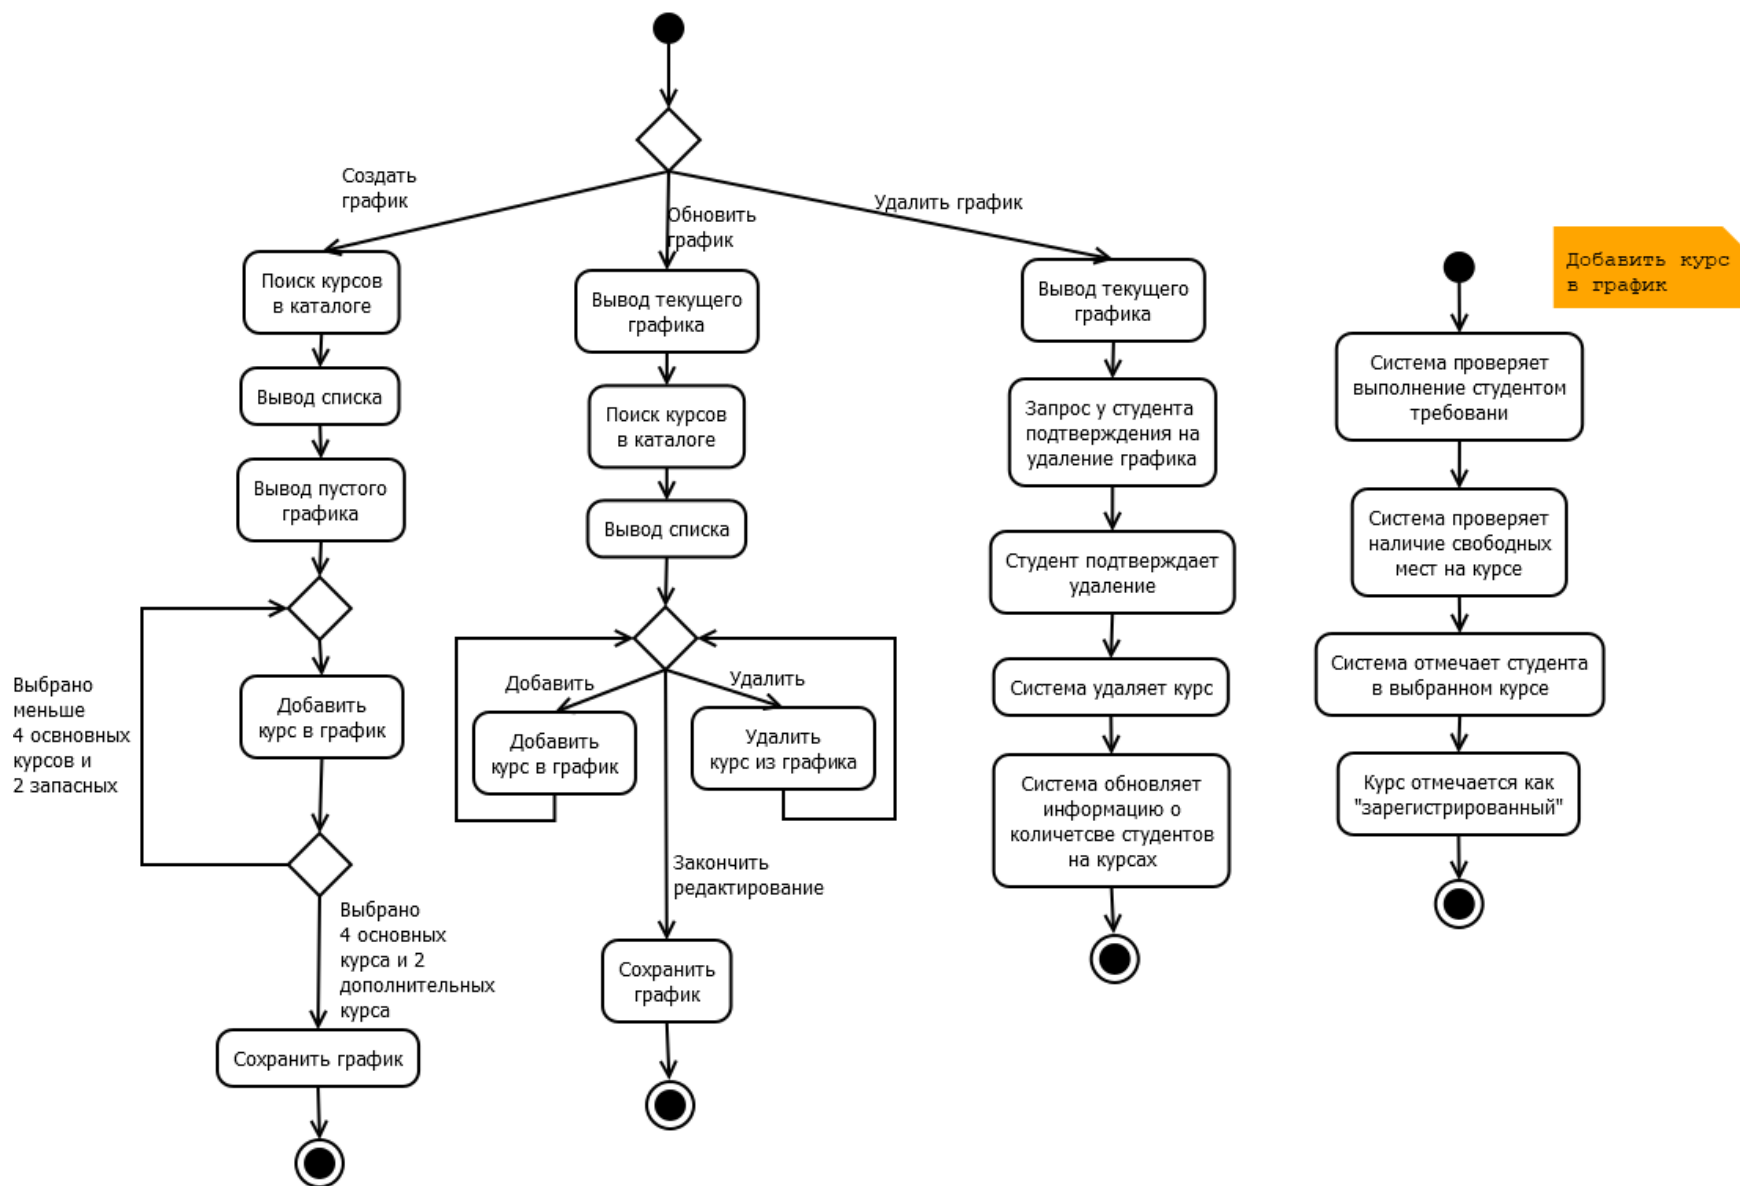 Создать
график
Обновить
график
Удалить график
Поиск курсов
в каталоге
Вывод списка
Вывод пустого
графика
Выбрано
меньше
4 освновных
курсов и
2 запасных
Добавить
курс в график
Выбрано
4 основных
курса и 2
дополнительных
курса
Сохранить график
Вывод текущего
графика
Поиск курсов
в каталоге
Вывод списка
Добавить
Удалить
Добавить
курс в график
Удалить
курс из графика
Закончить
редактирование
Сохранить
график
Вывод текущего
графика
Запрос у студента
подтверждения на
удаление графика
Студент подтверждает
удаление
Система удаляет курс
Система обновляет
информацию о
количетсве студентов
на курсах
Добавить курс
в график
Система проверяет
выполнение студентом
требовани
Система проверяет
наличие свободных
мест на курсе
Система отмечает студента
в выбранном курсе
Курс отмечается как
"зарегистрированный"